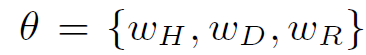 θ = {w_H, w_D, w_R}